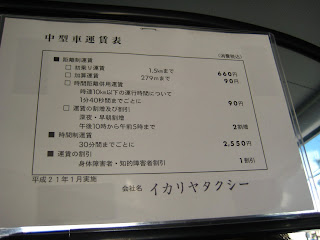 中型車運賃表
(消費税込)
■ 距離制運賃
□ 初乗り運賃 1.5kmまで 660円
□ 加算運賃 279mまで 90円
□ 時間距離併用運賃
時速10km以下の運行時間について
1分40秒間までごとに 90円
□ 運賃の割増及び割引
深夜・早朝割増
午後10時から午前5時まで 2割増
■ 時間制運賃
30分間までごとに 2,550円
■ 運賃の割引
身体障害者・知的障害者割引 1割引
平成21年1月実施
会社名 イカリヤタクシー